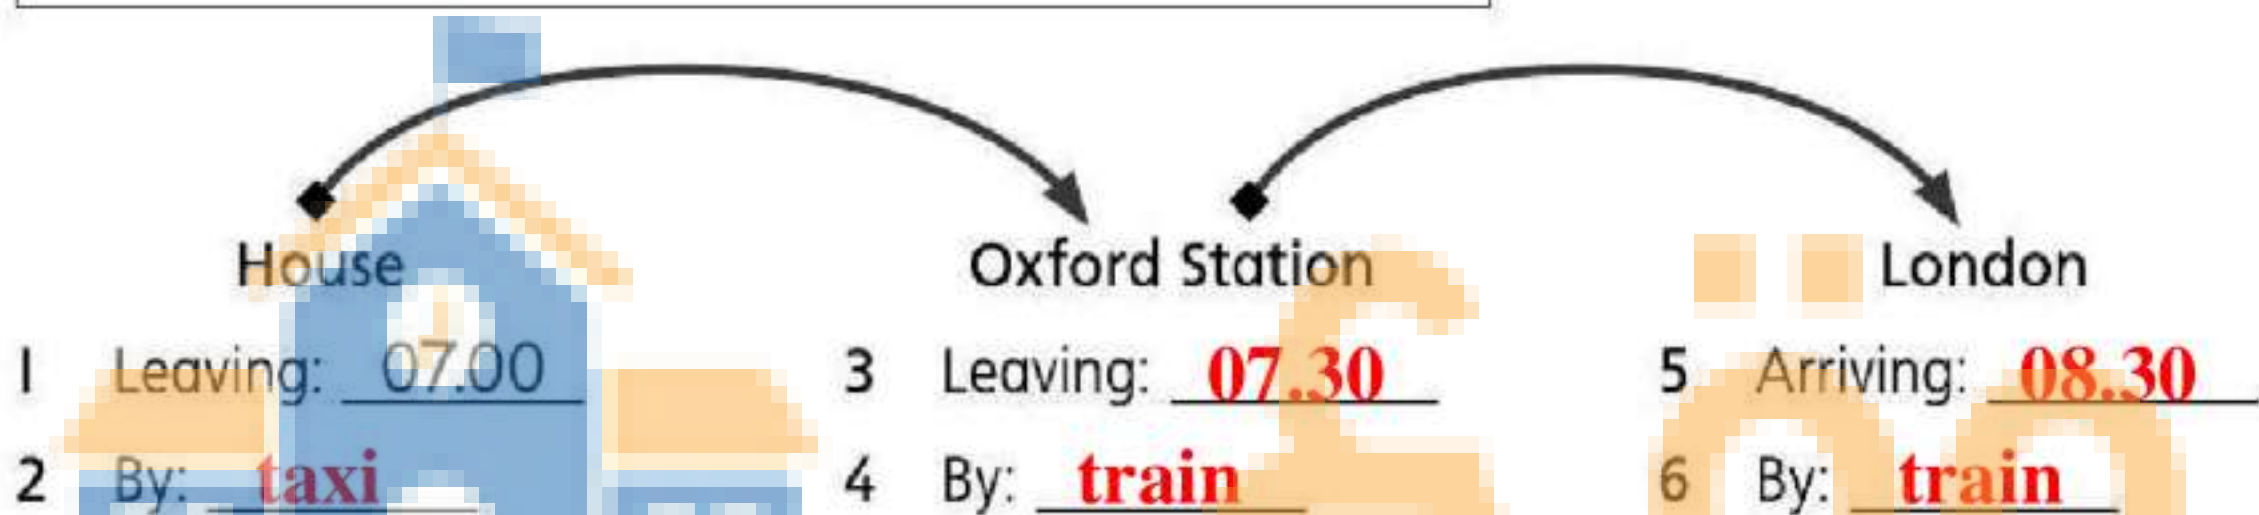 House Oxford Station London
1 Leaving: 07.00 3 Leaving: 07.30 5 Arriving: 08.30
2 By: taxi 4 By: train 6 By: train